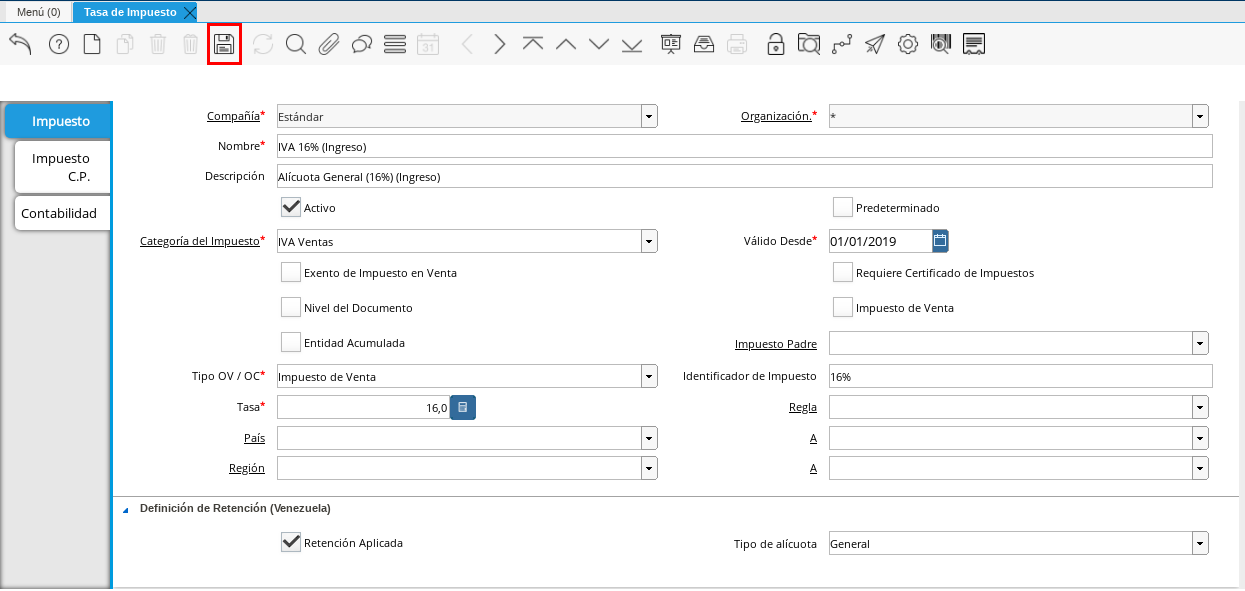 Menú (0) Tasa de Impuesto
31
Impuesto
Impuesto
C.P.
Contabilidad
Compañía* Estándar Organización.* *
Nombre* IVA 16% (Ingreso)
Descripción Alícuota General (16%) (Ingreso)
Activo Predeterminado
Categoría del Impuesto* IVA Ventas Válido Desde* 01/01/2019
Exento de Impuesto en Venta Requiere Certificado de Impuestos
Nivel del Documento Impuesto de Venta
Entidad Acumulada Impuesto Padre
Tipo OV / OC* Impuesto de Venta Identificador de Impuesto 16%
Tasa* 16,0 Regla
País A
Región A
Definición de Retención (Venezuela)
Retención Aplicada Tipo de alícuota General